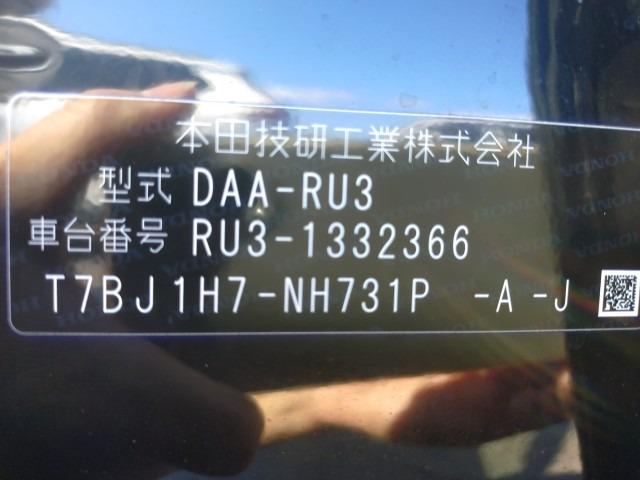 本田技研工業株式会社
型式 DAA-RU3
車台番号 RU3-1332366
T7BJ1H7-NH731P -A -J